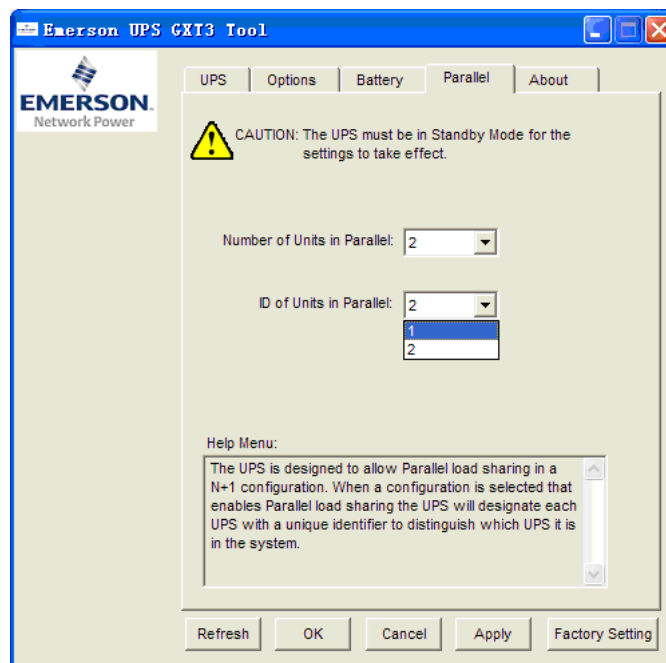 Emerson UPS GXT3 Tool
EMERSON.
Network Power
UPS
Options
Battery
Parallel
About
CAUTION: The UPS must be in Standby Mode for the
settings to take effect.
Number of Units in Parallel:
2
ID of Units in Parallel:
2
1
2
Help Menu:
The UPS is designed to allow Parallel load sharing in a
N+1 configuration. When a configuration is selected that
enables Parallel load sharing the UPS will designate each
UPS with a unique identifier to distinguish which UPS it is
in the system.
Refresh
OK
Cancel
Apply
Factory Setting